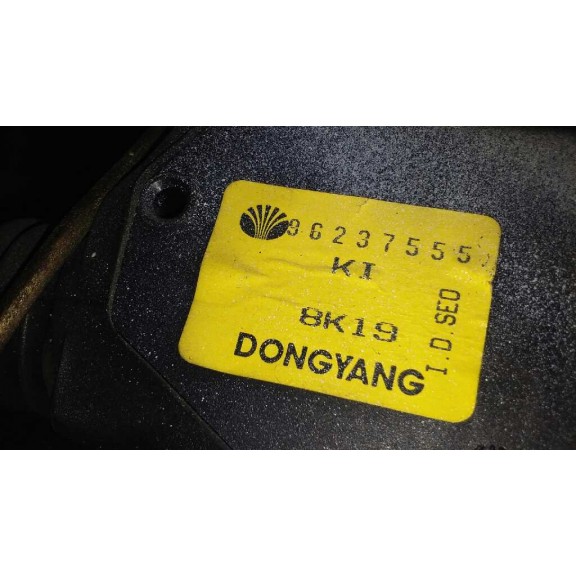 96237555
KI
8K19
DONGYANG
I.D.SEO